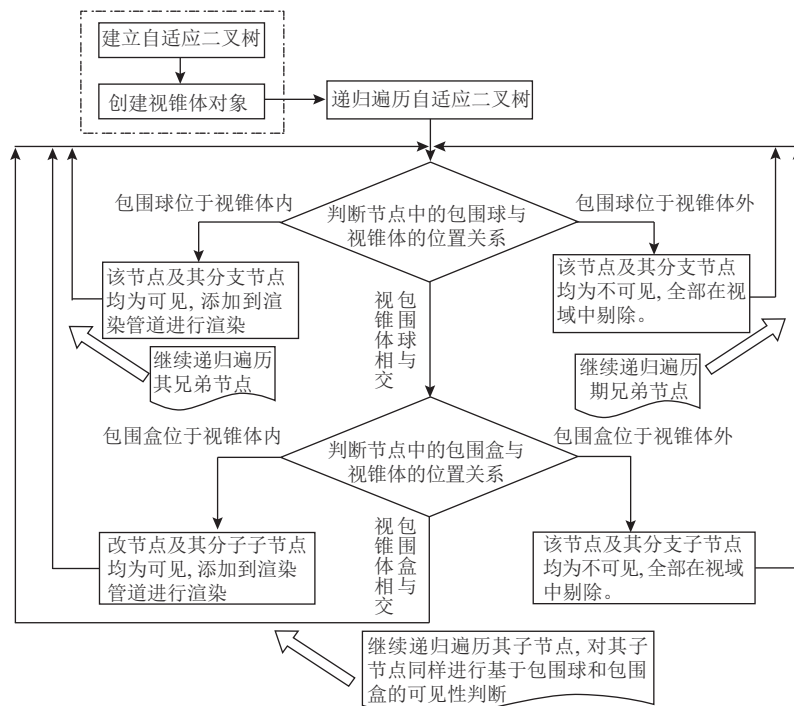 建立自适应二叉树
创建视锥体对象
递归遍历自适应二叉树
包围球位于视锥体内
判断节点中的包围球与
视锥体的位置关系
包围球位于视锥体外
该节点及其分支节点
均为可见, 添加到渲
染管道进行渲染
包围球与
视锥体相交
该节点及其分支节点
均为不可见, 全部在视
域中剔除。
继续递归遍历
其兄弟节点
继续递归遍历
期兄弟节点
包围盒位于视锥体内
判断节点中的包围盒与
视锥体的位置关系
包围盒位于视锥体外
改节点及其分子子节点
均为可见, 添加到渲染
管道进行渲染
包围盒与
视锥体相交
该节点及其分支子节点
均为不可见, 全部在视域
中剔除。
继续递归遍历其子节点, 对其子
节点同样进行基于包围球和包围
盒的可见性判断